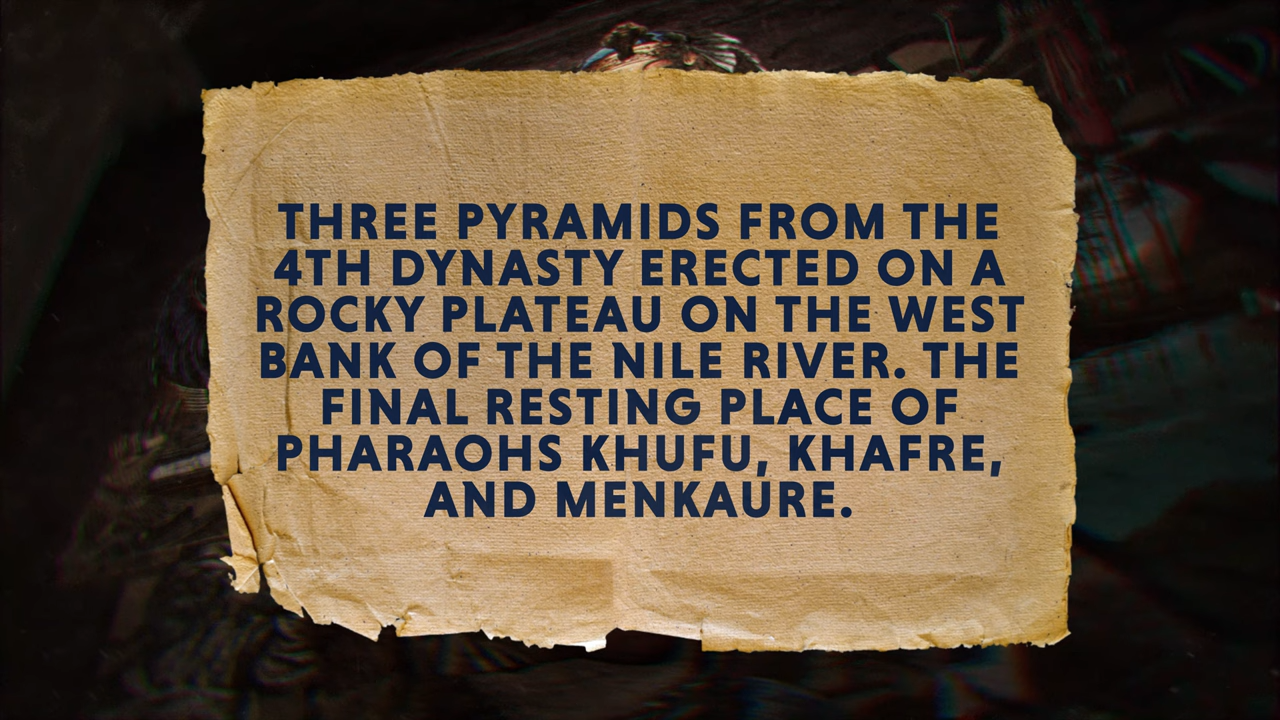 THREE PYRAMIDS FROM THE
4TH DYNASTY ERECTED ON A
ROCKY PLATEAU ON THE WEST
BANK OF THE NILE RIVER. THE
FINAL RESTING PLACE OF
PHARAOHS KHUFU, KHAFRE,
AND MENKAURE.